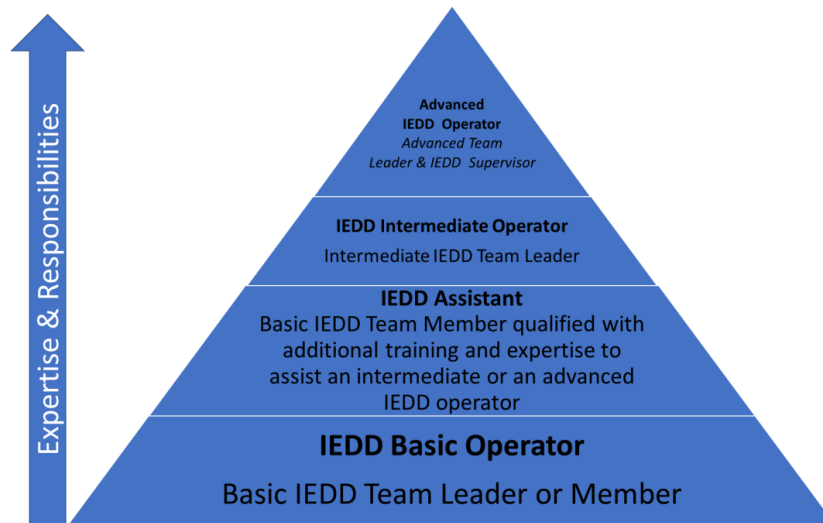 Expertise & Responsibilities
Advanced
IEDD Operator
Advanced Team
Leader & IEDD Supervisor
IEDD Intermediate Operator
Intermediate IEDD Team Leader
IEDD Assistant
Basic IEDD Team Member qualified with
additional training and expertise to
assist an intermediate or an advanced
IEDD operator
IEDD Basic Operator
Basic IEDD Team Leader or Member